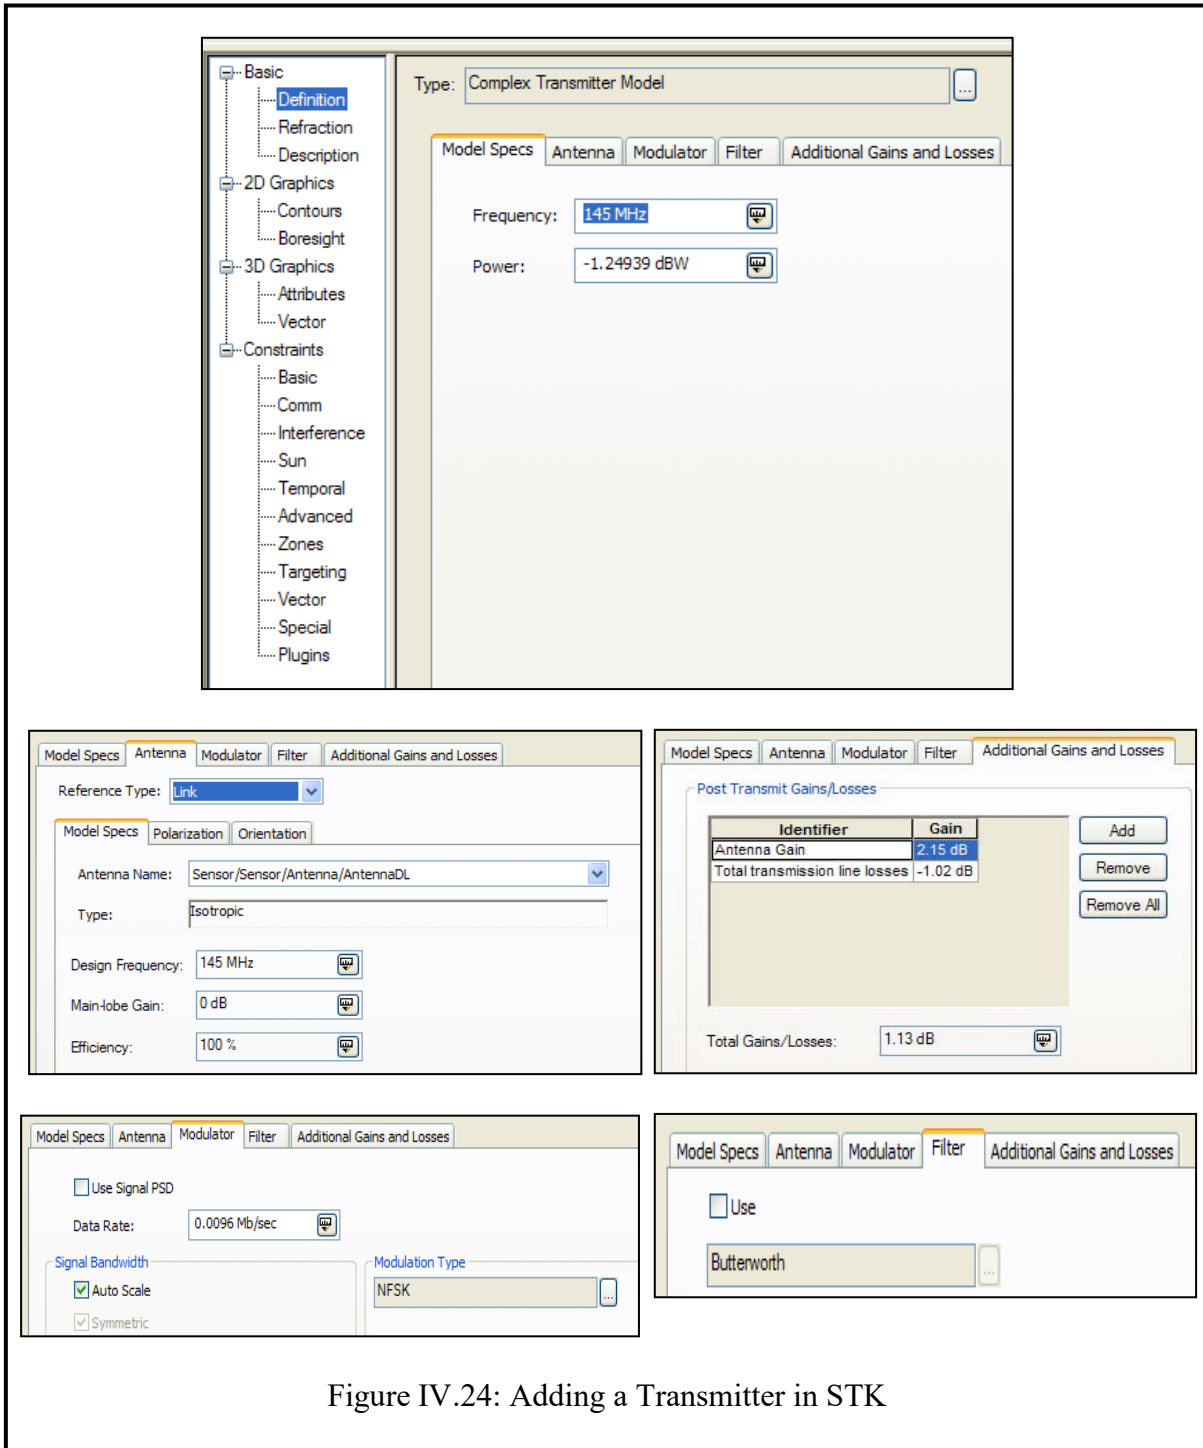 Basic
Definition
Refraction
Description
2D Graphics
Contours
Boresight
3D Graphics
Attributes
Vector
Constraints
Basic
Comm
Interference
Sun
Temporal
Advanced
Zones
Targeting
Vector
Special
Plugins
Type: Complex Transmitter Model ...
Model Specs Antenna Modulator Filter Additional Gains and Losses
Frequency: 145 MHz
Power: -1.24939 dBW
Model Specs Antenna Modulator Filter Additional Gains and Losses
Reference Type: Link
Model Specs Polarization Orientation
Antenna Name: Sensor/Sensor/Antenna/AntennaDL
Type: Isotropic
Design Frequency: 145 MHz
Main-lobe Gain: 0 dB
Efficiency: 100 %
Model Specs Antenna Modulator Filter Additional Gains and Losses
Post Transmit Gains/Losses
Identifier Gain
Antenna Gain 2.15 dB
Total transmission line losses -1.02 dB
Add
Remove
Remove All
Total Gains/Losses: 1.13 dB
Model Specs Antenna Modulator Filter Additional Gains and Losses
Use Signal PSD
Data Rate: 0.0096 Mb/sec
Signal Bandwidth
Auto Scale
Symmetric
Modulation Type
NFSK ...
Model Specs Antenna Modulator Filter Additional Gains and Losses
Use
Butterworth ...
Figure IV.24: Adding a Transmitter in STK